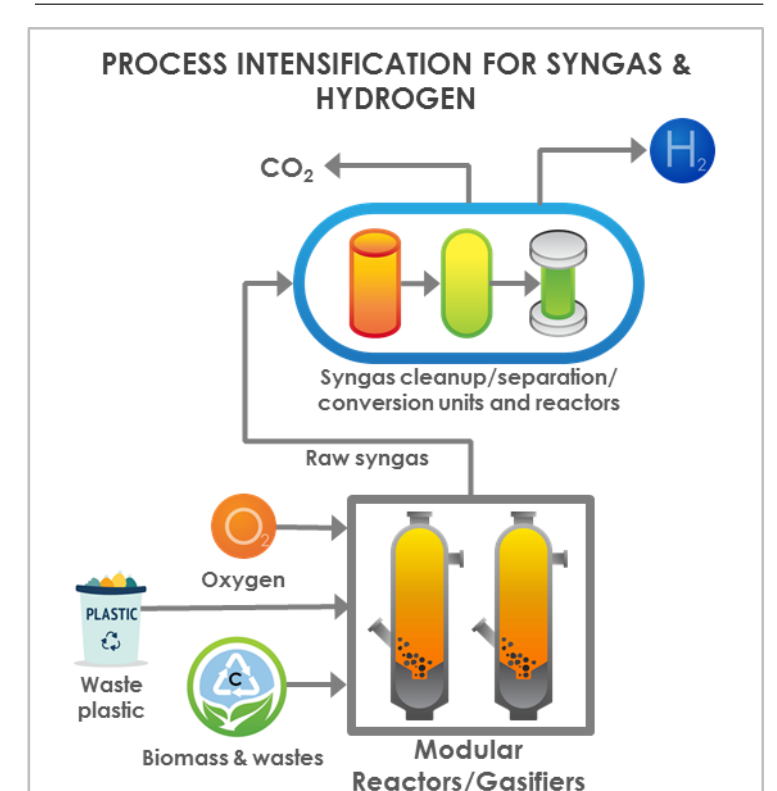 PROCESS INTENSIFICATION FOR SYNGAS &
HYDROGEN
CO₂
H₂
Syngas cleanup/separation/
conversion units and reactors
Raw syngas
O₂
Oxygen
PLASTIC
Waste
plastic
C
Biomass & wastes
Modular
Reactors/Gasifiers